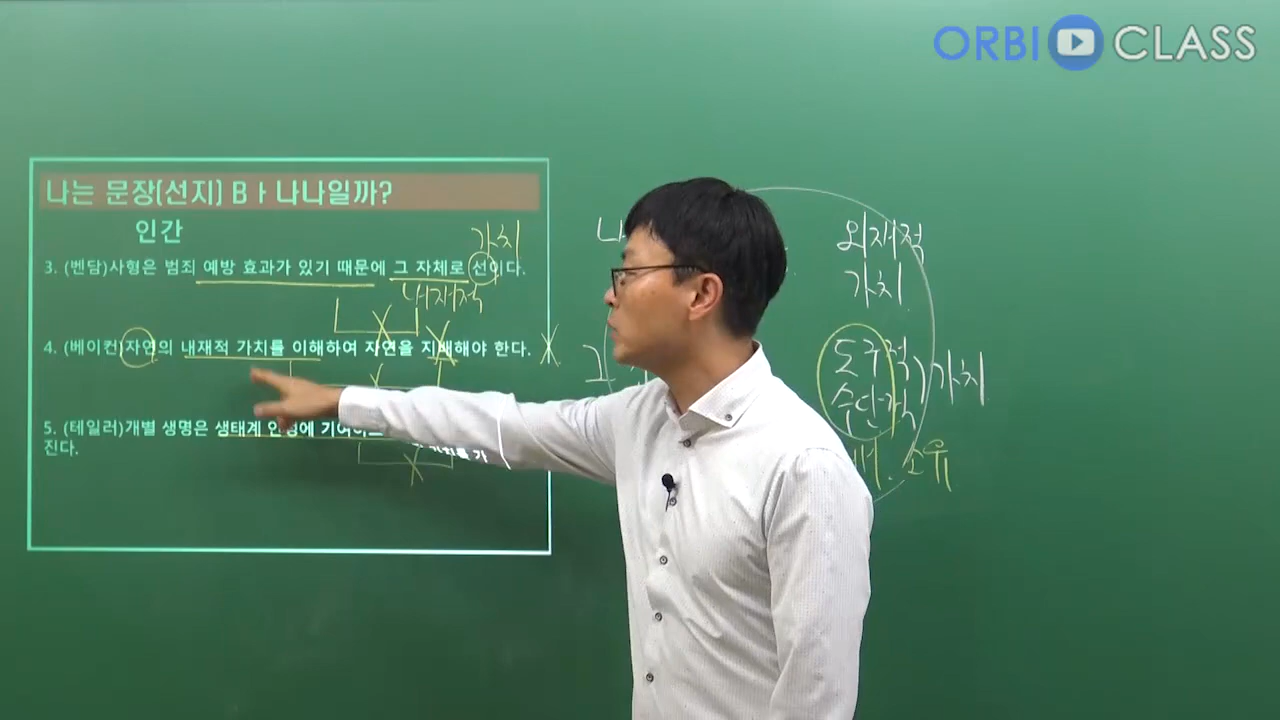 ORBI CLASS
나는 문장(선지) B ㅏ 나나일까?
인간
가치
3. (벤담)사형은 범죄 예방 효과가 있기 때문에 그 자체로 선이다.
내재적
4. (베이컨)자연의 내재적 가치를 이해하여 자연을 지배해야 한다.
5. (테일러)개별 생명은 생태계
진다.
외재적
가치
도구적
수단적
가치
소유